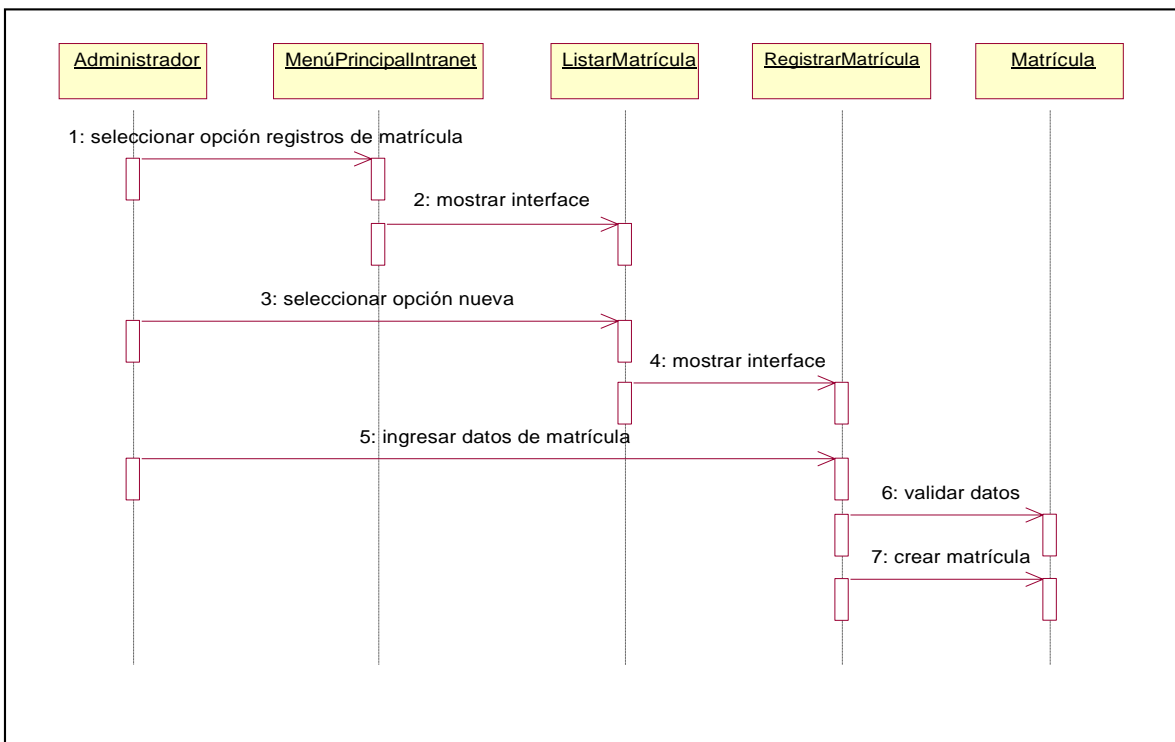 Administrador
MenúPrincipalIntranet
ListarMatrícula
RegistrarMatrícula
Matrícula
1: seleccionar opción registros de matrícula
2: mostrar interface
3: seleccionar opción nueva
4: mostrar interface
5: ingresar datos de matrícula
6: validar datos
7: crear matrícula